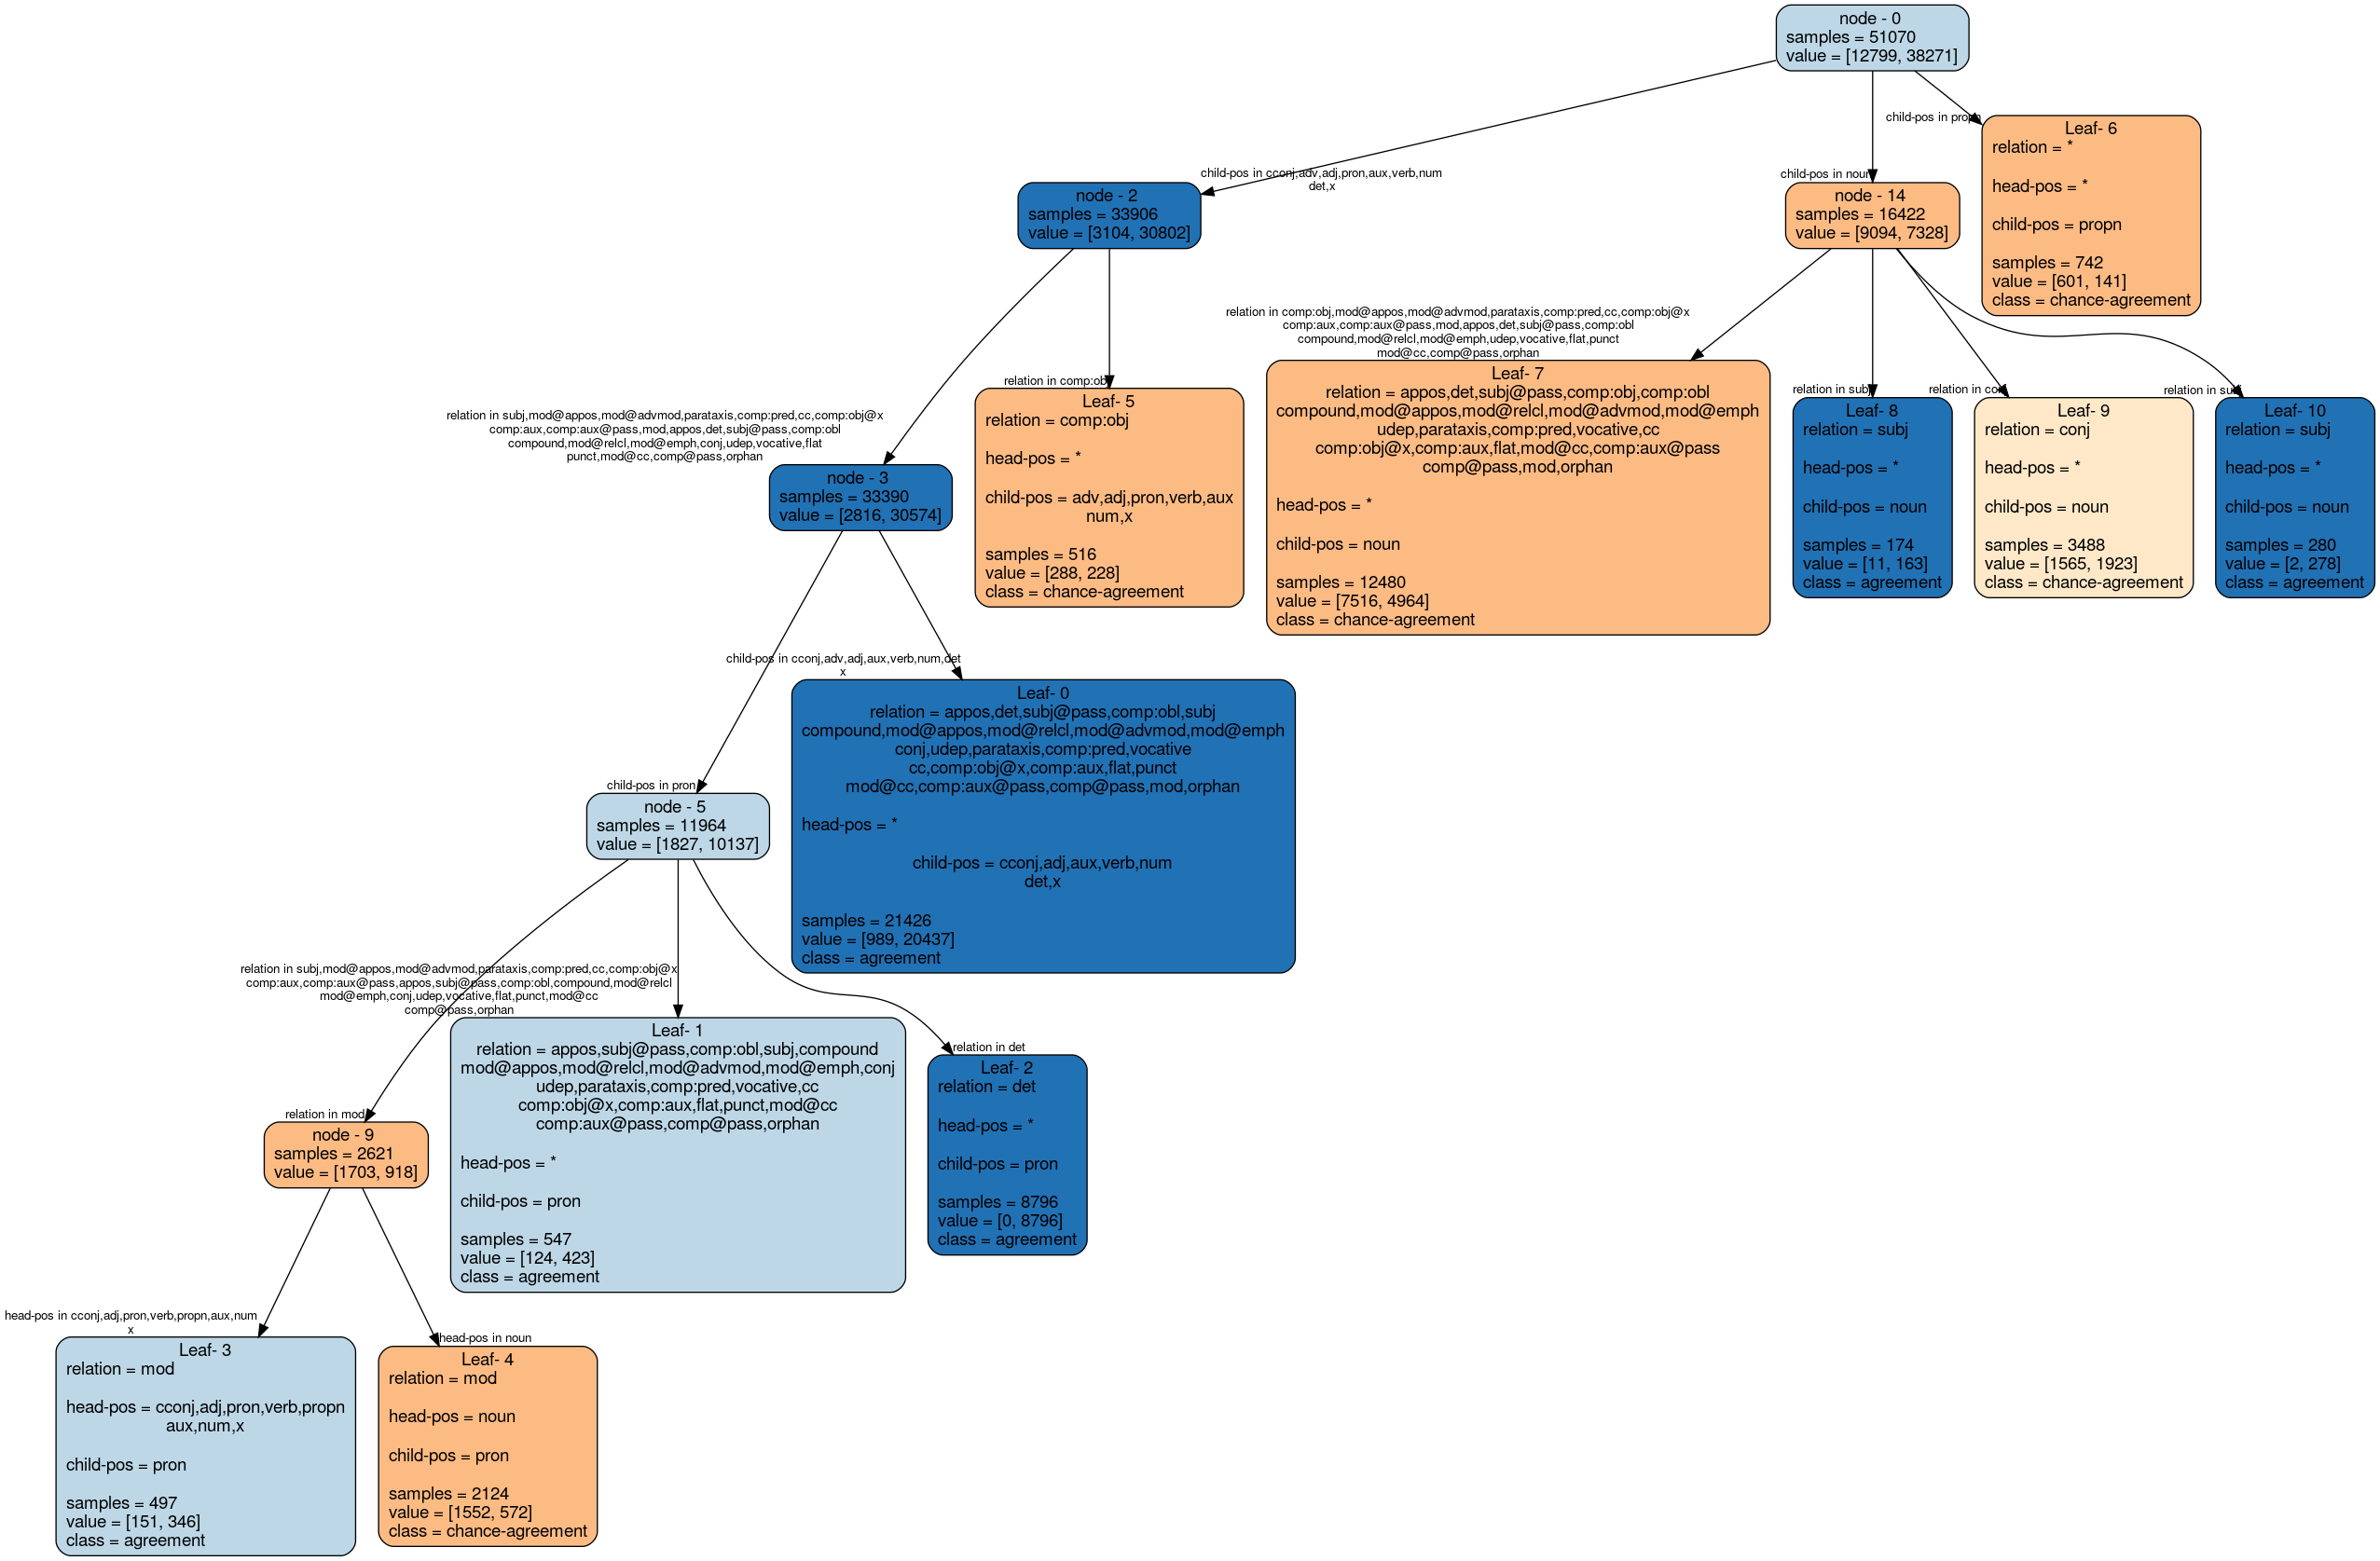 node - 0
samples = 51070
value = [12799, 38271]
child-pos in propn
Leaf- 6
relation = *
head-pos = *
child-pos = propn
samples = 742
value = [601, 141]
class = chance-agreement
child-pos in cconj,adv,adj,pron,aux,verb,num
det,x
node - 2
samples = 33906
value = [3104, 30802]
child-pos in noun
node - 14
samples = 16422
value = [9094, 7328]
relation in comp:obj,mod@appos,mod@advmod,parataxis,comp:pred,cc,comp:obj@x
comp:aux,comp:aux@pass,mod,appos,det,subj@pass,comp:obl
compound,mod@relcl,mod@emph,udep,vocative,flat,punct
mod@cc,comp@pass,orphan
Leaf- 7
relation = appos,det,subj@pass,comp:obj,comp:obl
compound,mod@appos,mod@relcl,mod@advmod,mod@emph
udep,parataxis,comp:pred,vocative,cc
comp:obj@x,comp:aux,flat,mod@cc,comp:aux@pass
comp@pass,mod,orphan
head-pos = *
child-pos = noun
samples = 12480
value = [7516, 4964]
class = chance-agreement
relation in subj
Leaf- 8
relation = subj
head-pos = *
child-pos = noun
samples = 174
value = [11, 163]
class = agreement
relation in conj
Leaf- 9
relation = conj
head-pos = *
child-pos = noun
samples = 3488
value = [1565, 1923]
class = chance-agreement
relation in subj
Leaf- 10
relation = subj
head-pos = *
child-pos = noun
samples = 280
value = [2, 278]
class = agreement
relation in comp:obj
Leaf- 5
relation = comp:obj
head-pos = *
child-pos = adv,adj,pron,verb,aux
num,x
samples = 516
value = [288, 228]
class = chance-agreement
relation in subj,mod@appos,mod@advmod,parataxis,comp:pred,cc,comp:obj@x
comp:aux,comp:aux@pass,mod,appos,det,subj@pass,comp:obl
compound,mod@relcl,mod@emph,conj,udep,vocative,flat
punct,mod@cc,comp@pass,orphan
node - 3
samples = 33390
value = [2816, 30574]
child-pos in cconj,adv,adj,aux,verb,num,det
x
Leaf- 0
relation = appos,det,subj@pass,comp:obl,subj
compound,mod@appos,mod@relcl,mod@advmod,mod@emph
conj,udep,parataxis,comp:pred,vocative
cc,comp:obj@x,comp:aux,flat,punct
mod@cc,comp:aux@pass,comp@pass,mod,orphan
head-pos = *
child-pos = cconj,adj,aux,verb,num
det,x
samples = 21426
value = [989, 20437]
class = agreement
child-pos in pron
node - 5
samples = 11964
value = [1827, 10137]
relation in subj,mod@appos,mod@advmod,parataxis,comp:pred,cc,comp:obj@x
comp:aux,comp:aux@pass,appos,subj@pass,comp:obl,compound,mod@relcl
mod@emph,conj,udep,vocative,flat,punct,mod@cc
comp@pass,orphan
Leaf- 1
relation = appos,subj@pass,comp:obl,subj,compound
mod@appos,mod@relcl,mod@advmod,mod@emph,conj
udep,parataxis,comp:pred,vocative,cc
comp:obj@x,comp:aux,flat,punct,mod@cc
comp:aux@pass,comp@pass,orphan
head-pos = *
child-pos = pron
samples = 547
value = [124, 423]
class = agreement
relation in det
Leaf- 2
relation = det
head-pos = *
child-pos = pron
samples = 8796
value = [0, 8796]
class = agreement
relation in mod
node - 9
samples = 2621
value = [1703, 918]
head-pos in cconj,adj,pron,verb,propn,aux,num
x
Leaf- 3
relation = mod
head-pos = cconj,adj,pron,verb,propn
aux,num,x
child-pos = pron
samples = 497
value = [151, 346]
class = agreement
head-pos in noun
Leaf- 4
relation = mod
head-pos = noun
child-pos = pron
samples = 2124
value = [1552, 572]
class = chance-agreement